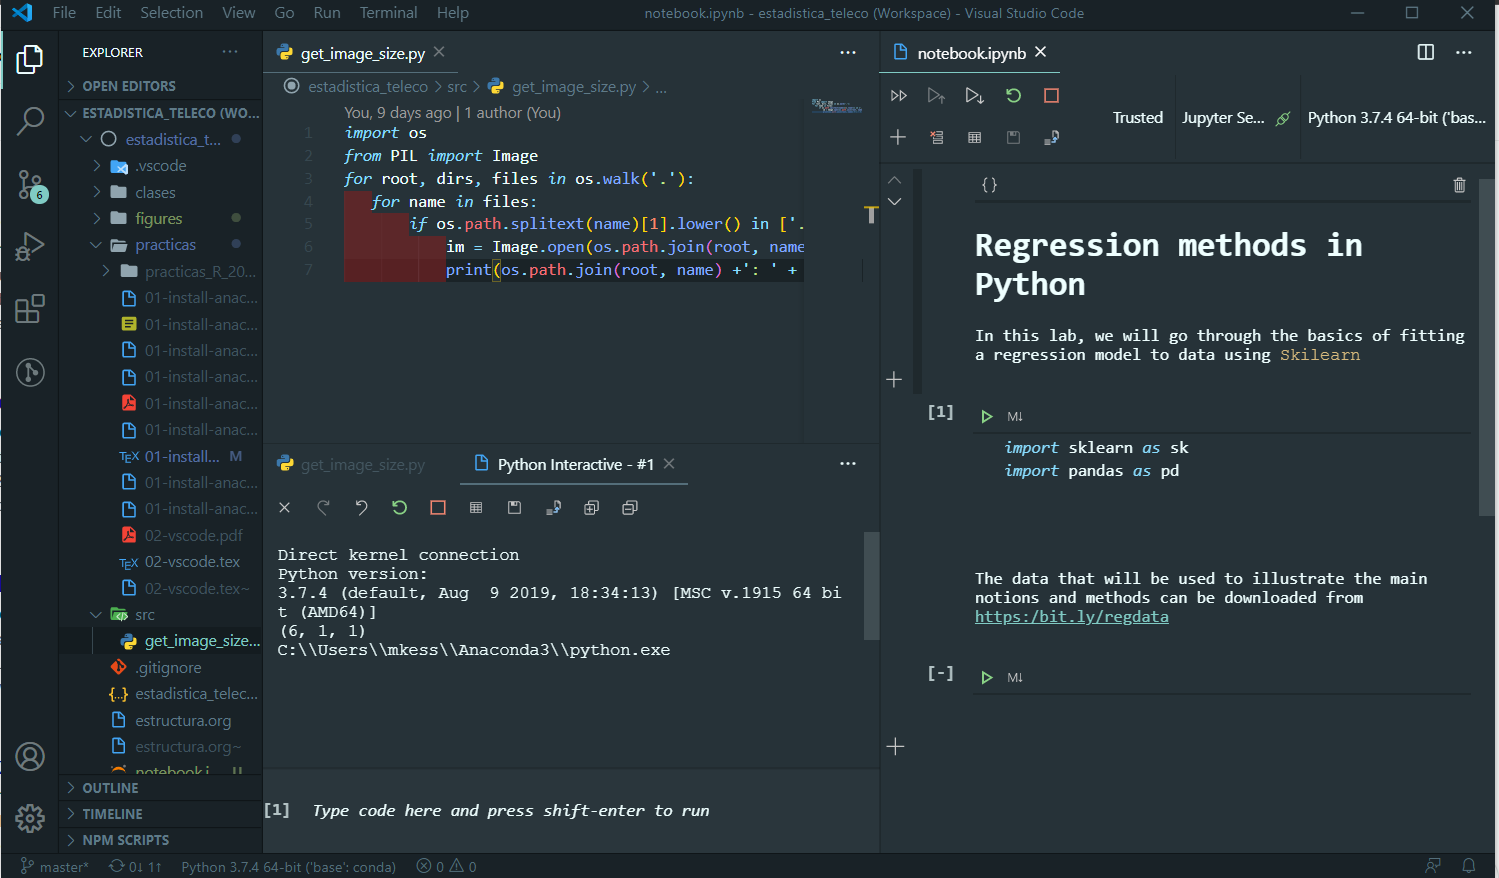 File Edit Selection View Go Run Terminal Help
notebook.ipynb - estadistica_teleco (Workspace) - Visual Studio Code
EXPLORER
OPEN EDITORS
ESTADISTICA_TELECO (WO...
estadistica_t...
.vscode
clases
figures
practicas
practicas_R_20...
01-install-anac...
01-install-anac...
01-install-anac...
01-install-anac...
01-install-anac...
01-install-anac...
TEX 01-install... M
01-install-anac...
01-install-anac...
02-vscode.pdf
TEX 02-vscode.tex
02-vscode.tex~
src
get_image_size...
.gitignore
{..} estadistica_telec...
estructura.org
estructura.org~
notebook.i... U
OUTLINE
TIMELINE
NPM SCRIPTS
6
get_image_size.py
estadistica_teleco > src > get_image_size.py > ...
You, 9 days ago | 1 author (You)
1 import os
2 from PIL import Image
3 for root, dirs, files in os.walk('.'):
4 for name in files:
5 if os.path.splitext(name)[1].lower() in ['.
6 im = Image.open(os.path.join(root, name
7 print(os.path.join(root, name) +': ' +
get_image_size.py Python Interactive - #1
Direct kernel connection
Python version:
3.7.4 (default, Aug 9 2019, 18:34:13) [MSC v.1915 64 bi
t (AMD64)]
(6, 1, 1)
C:\\Users\\mkess\\Anaconda3\\python.exe
[1] Type code here and press shift-enter to run
notebook.ipynb
Trusted Jupyter Se... Python 3.7.4 64-bit ('bas...
{}
Regression methods in
Python
In this lab, we will go through the basics of fitting
a regression model to data using Skilearn
[1] M↓
import sklearn as sk
import pandas as pd
The data that will be used to illustrate the main
notions and methods can be downloaded from
https:/bit.ly/regdata
[-] M↓
master* 0↓ 1↑ Python 3.7.4 64-bit ('base': conda) 0 0